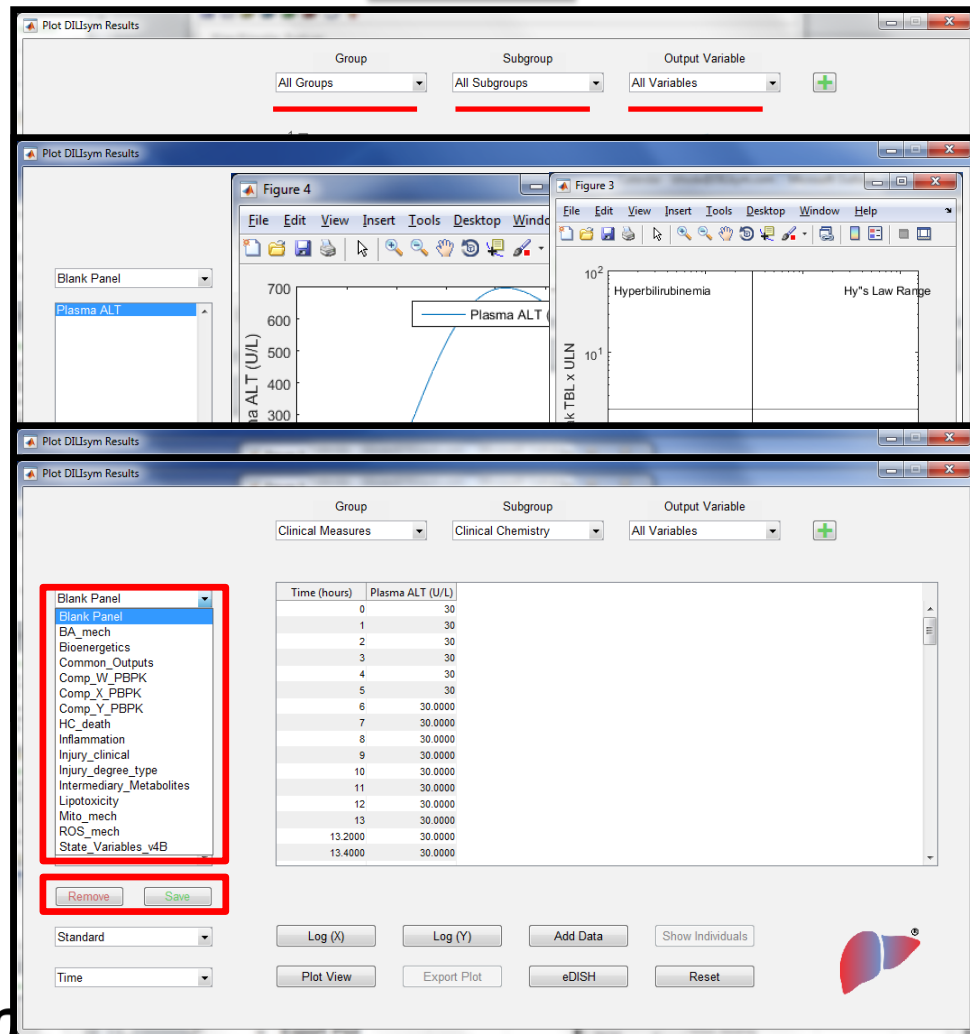 Plot DILIsym Results
Group Subgroup Output Variable
All Groups All Subgroups All Variables
Plot DILIsym Results
Figure 4
File Edit View Insert Tools Desktop
Figure 3
File Edit View Insert Tools Desktop Window Help
Blank Panel
Plasma ALT
700
600
500
400
300
ALT (U/L)
Plasma ALT
10²
10¹
TBL x ULN
Hyperbilirubinemia
Hy"s Law Range
Plot DILIsym Results
Plot DILIsym Results
Group Subgroup Output Variable
Clinical Measures Clinical Chemistry All Variables
Blank Panel
Blank Panel
BA_mech
Bioenergetics
Common_Outputs
Comp_W_PBPK
Comp_X_PBPK
Comp_Y_PBPK
HC_death
Inflammation
Injury_clinical
Injury_degree_type
Intermediary_Metabolites
Lipotoxicity
Mito_mech
ROS_mech
State_Variables_v4B
Time (hours) Plasma ALT (U/L)
0 30
1 30
2 30
3 30
4 30
5 30
6 30.0000
7 30.0000
8 30.0000
9 30.0000
10 30.0000
11 30.0000
12 30.0000
13 30.0000
13.2000 30.0000
13.4000 30.0000
Remove Save
Standard
Log (X) Log (Y) Add Data Show Individuals
®
Time
Plot View Export Plot eDISH Reset